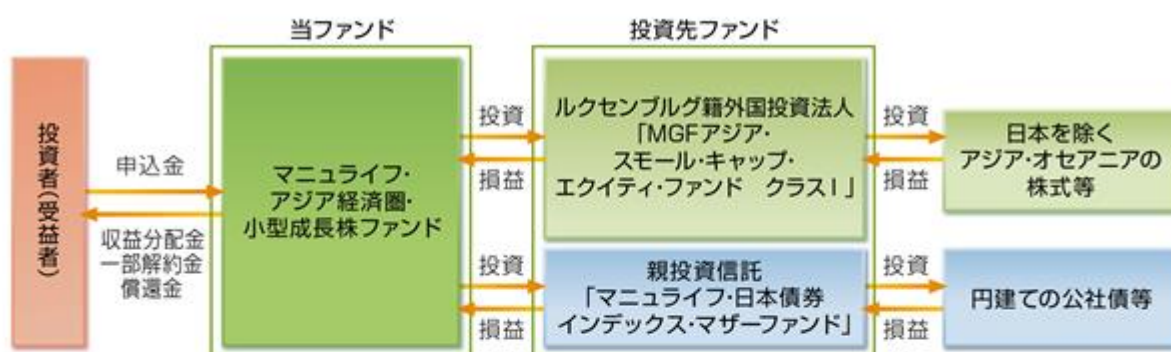 当ファンド
投資先ファンド
投資者(受益者)
申込金
収益分配金
一部解約金
償還金
マニュライフ・
アジア経済圏・
小型成長株ファンド
投資
損益
ルクセンブルグ籍外国投資法人
「MGFアジア・
スモール・キャップ・
エクイティ・ファンド クラスI」
投資
損益
日本を除く
アジア・オセアニアの
株式等
投資
損益
親投資信託
「マニュライフ・日本債券
インデックス・マザーファンド」
投資
損益
円建ての公社債等